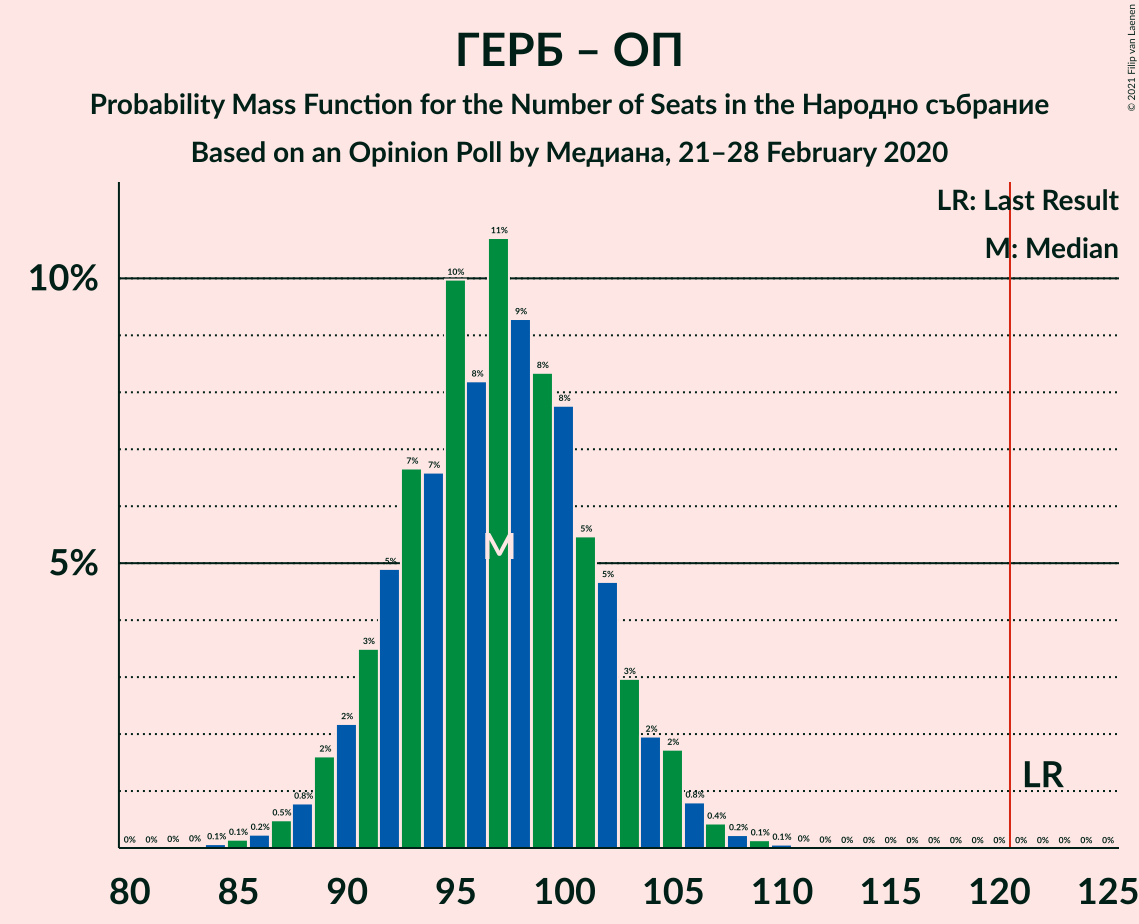 ГЕРБ – ОП
Probability Mass Function for the Number of Seats in the Народно събрание
Based on an Opinion Poll by Медиана, 21–28 February 2020
© 2021 Filip van Laenen
LR: Last Result
M: Median
10%
5%
0% 0% 0% 0% 0.1% 0.1% 0.2% 0.5% 0.8% 2% 2% 3% 5% 7% 7% 10% 8% 11% 9% 8% 8% 5% 5% 3% 2% 2% 0.8% 0.4% 0.2% 0.1% 0.1% 0% 0% 0% 0% 0% 0% 0% 0% 0% 0% 0% 0% 0% 0% 0%
M
LR
80 85 90 95 100 105 110 115 120 125